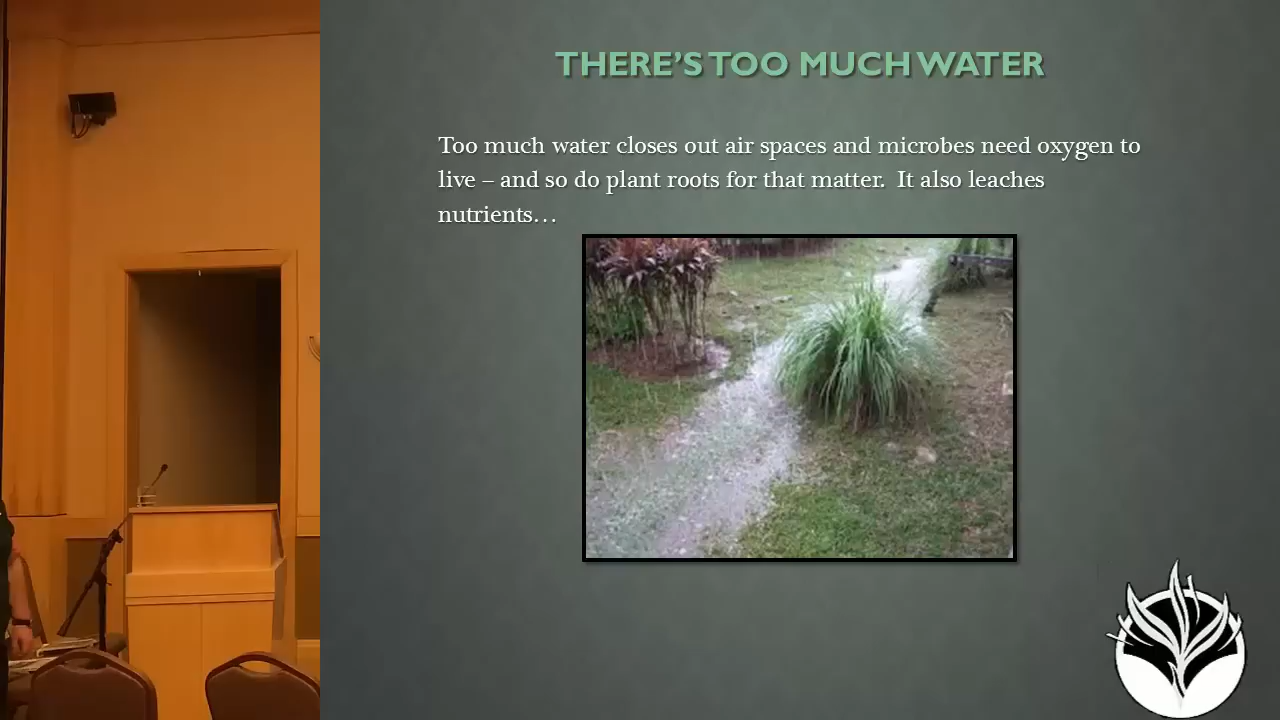 THERE'S TOO MUCH WATER
Too much water closes out air spaces and microbes need oxygen to
live – and so do plant roots for that matter.  It also leaches
nutrients…